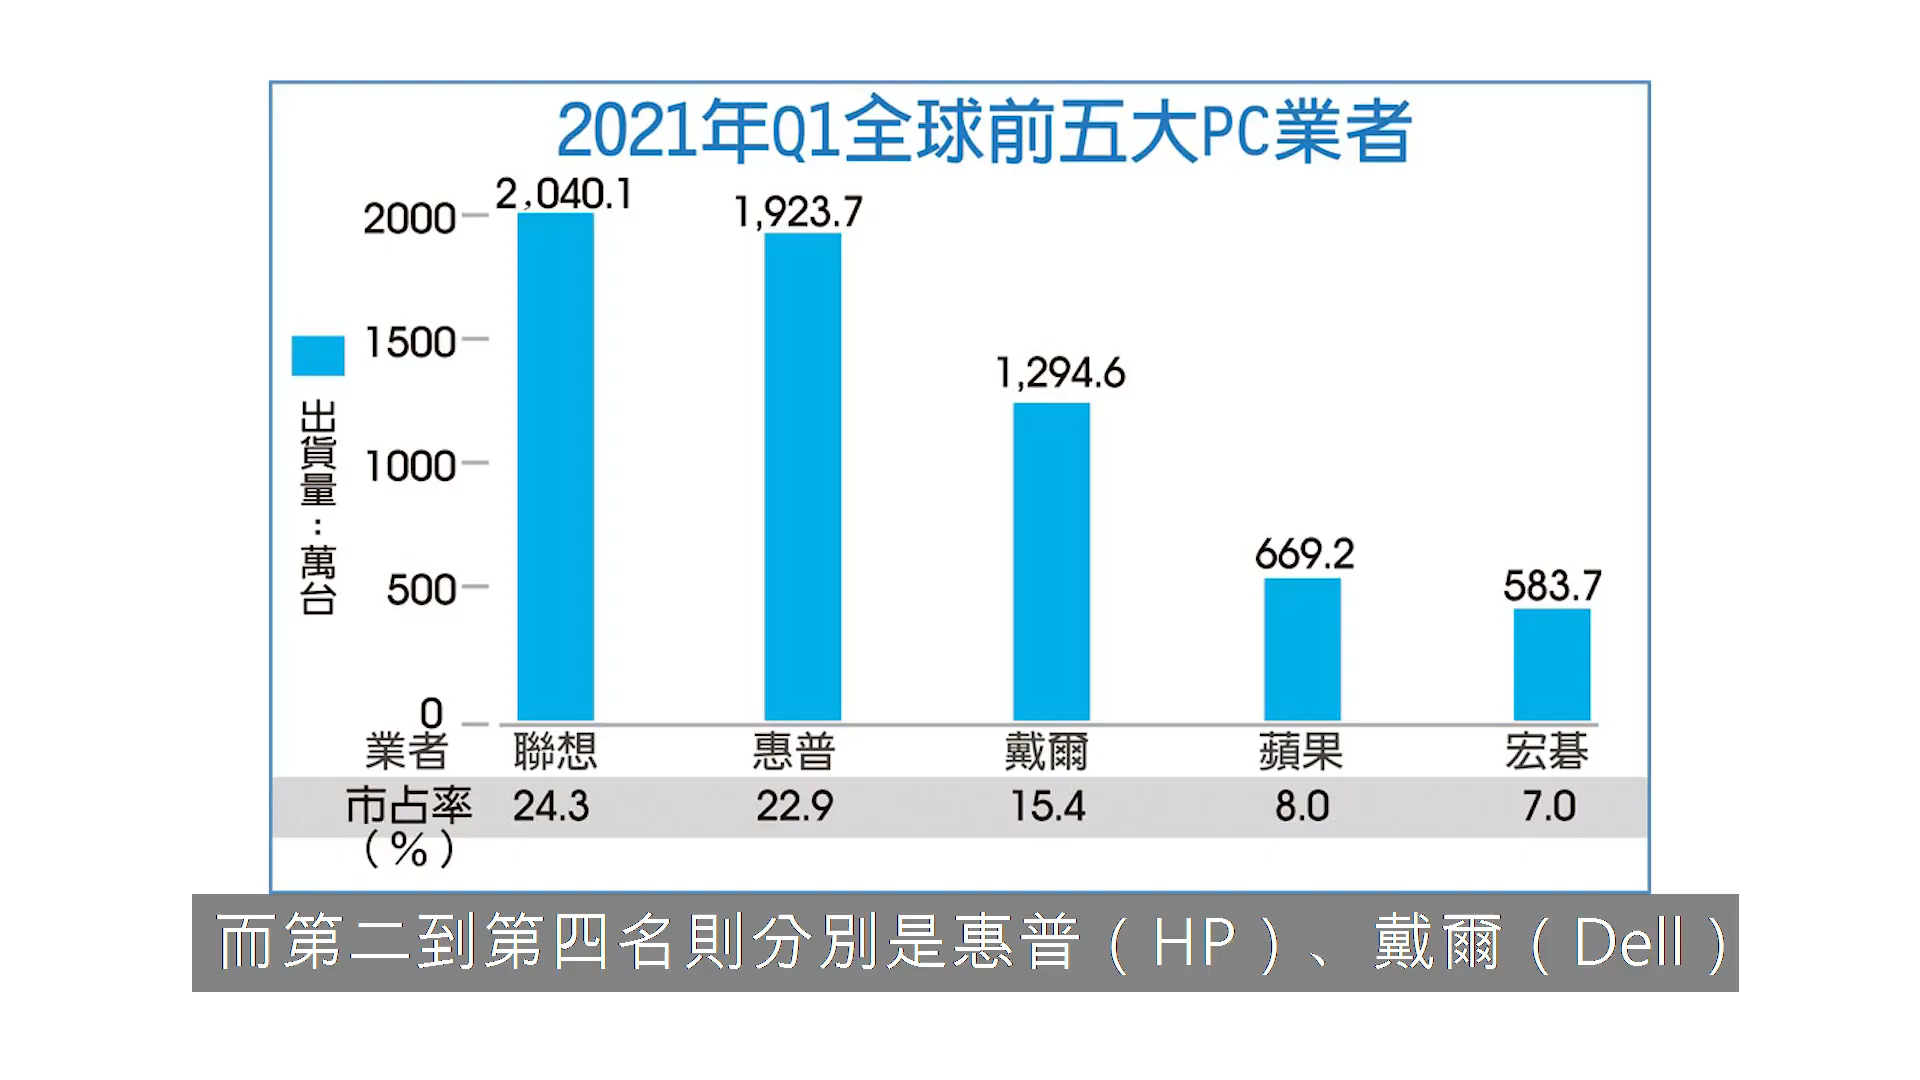 2021年Q1全球前五大PC業者
2,040.1
1,923.7
1,294.6
669.2
583.7
2000
1500
1000
500
0
出貨量：萬台
業者 聯想 惠普 戴爾 蘋果 宏碁
市占率 24.3 22.9 15.4 8.0 7.0
（%）
而第二到第四名則分別是惠普（HP）、戴爾（Dell）